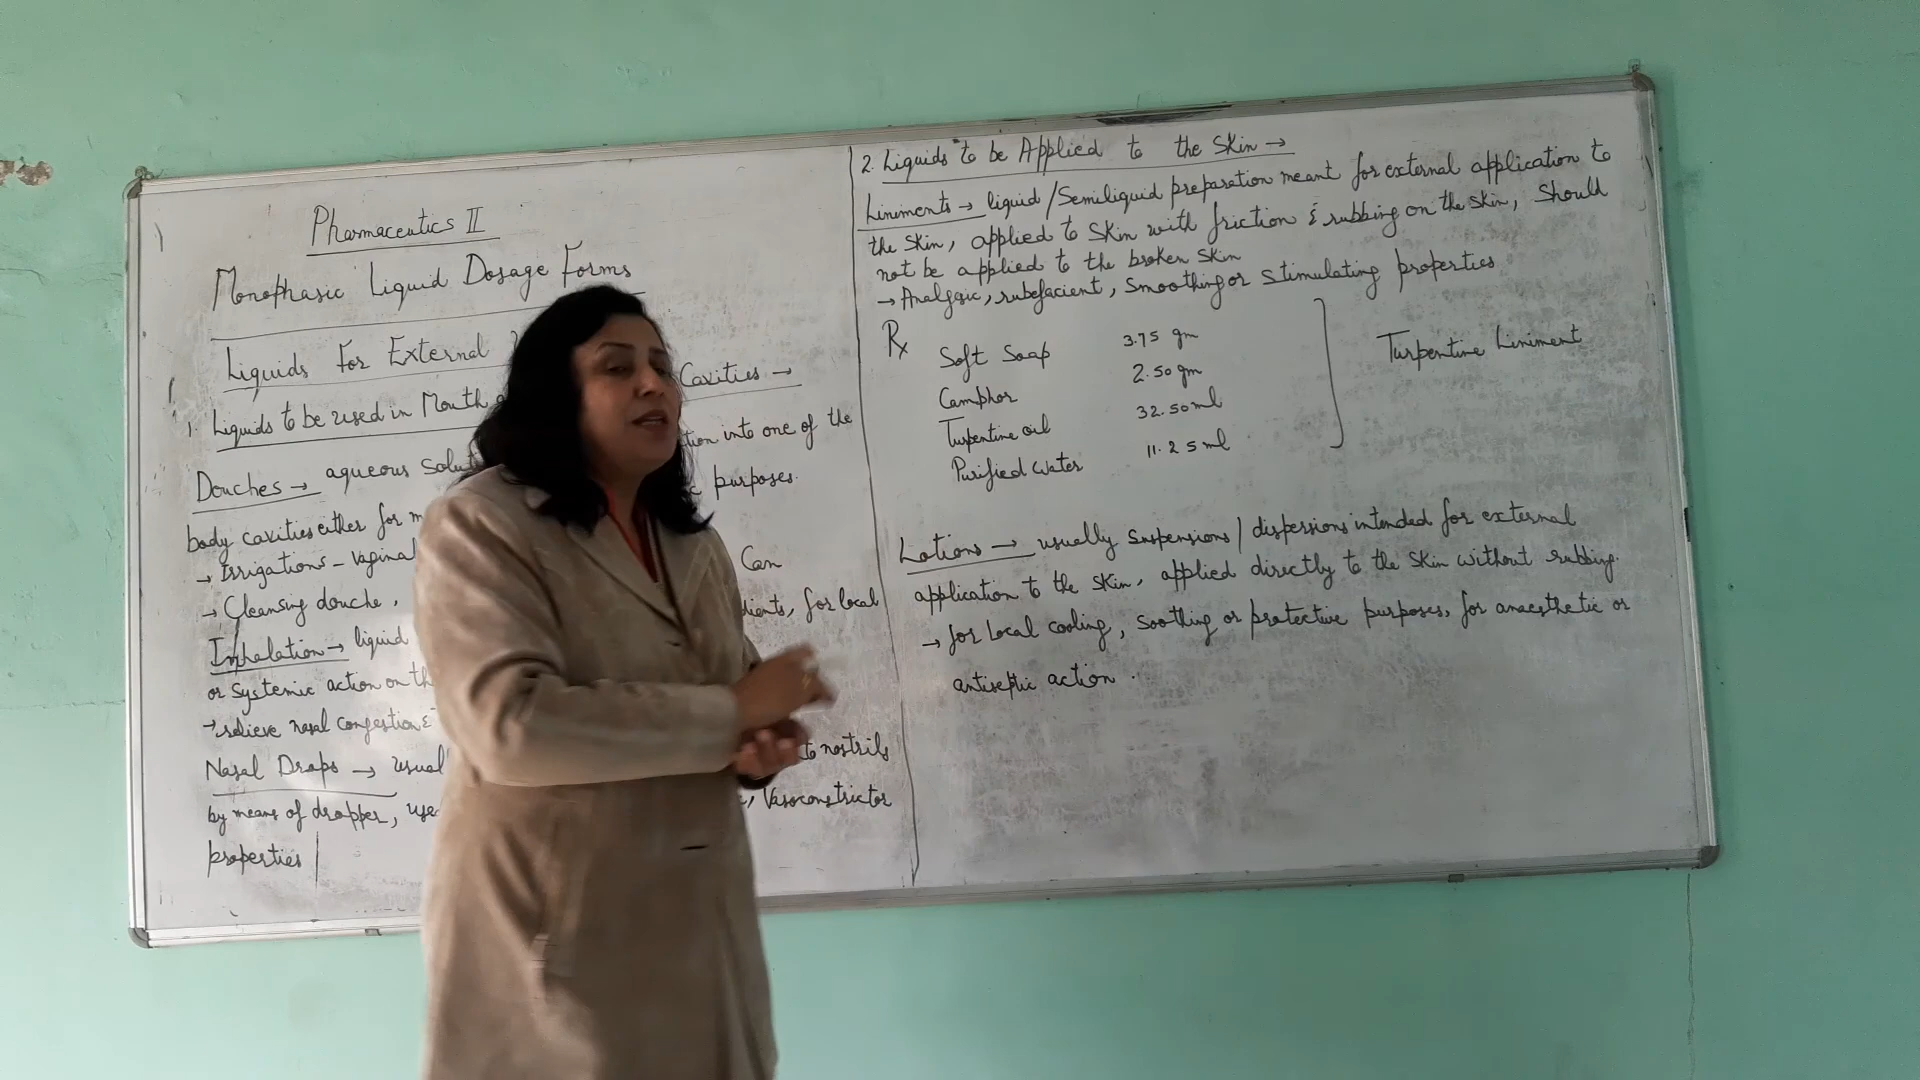 Pharmaceutics II
Monophasic Liquid Dosage Forms
Liquids For External
1. Liquids to be used in Mouth Cavities →
Douches → aqueous solut tion into one of the
body cavities either for m purposes.
→ Irrigations - vaginal Can
→ Cleansing douche, dients, for local
Inhalation → liquid
or systemic action on th
→ relieve nasal congestion &
Nasal Drops → usual to nostrils
by means of dropper, use , Vasoconstrictor
properties
2. Liquids to be Applied to the Skin →
Liniments → liquid / Semiliquid preparation meant for external application to
the skin, applied to skin with friction & rubbing on the skin, Should
not be applied to the broken skin
→ Analgsic, rubefacient, Smoothing or stimulating properties
Rx
Soft Soap 3.75 gm
Camphor 2.50 gm
Turpentine oil 32.50 ml
Purified water 11.25 ml
Turpentine Liniment
Lotions → usually suspensions / dispersions intended for external
application to the skin, applied directly to the skin without rubbing.
→ for local cooling, soothing or protective purposes, for anaesthetic or
antiseptic action.